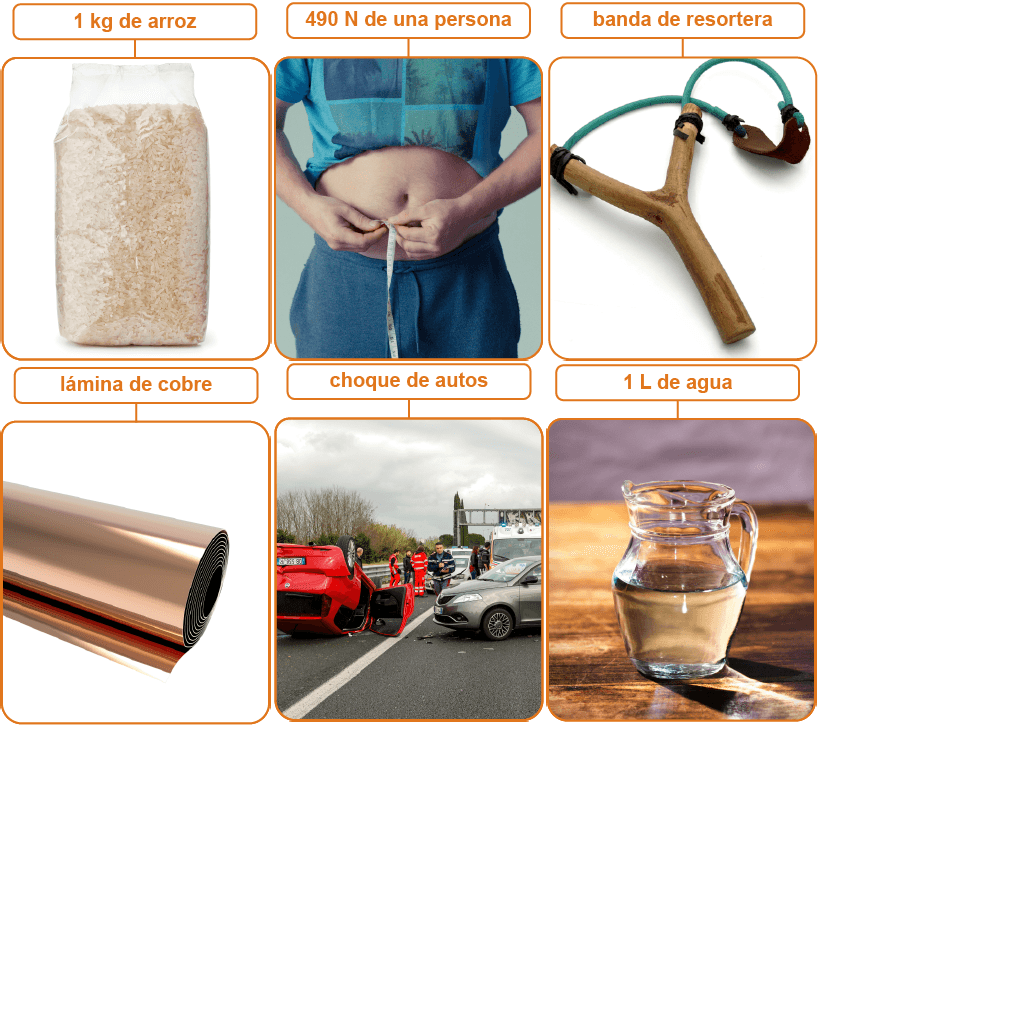 1 kg de arroz
490 N de una persona
banda de resortera
lámina de cobre
choque de autos
1 L de agua